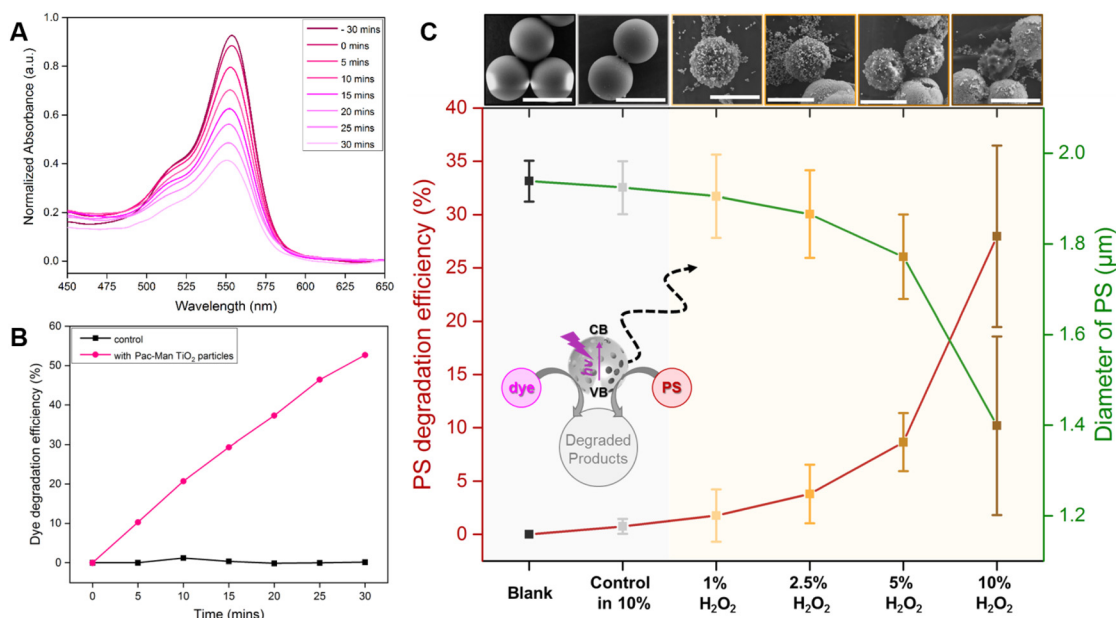 A
- 30 mins
0 mins
5 mins
10 mins
15 mins
20 mins
25 mins
30 mins
Normalized Absorbance (a.u.)
1.0
0.8
0.6
0.4
0.2
0.0
450 475 500 525 550 575 600 625 650
Wavelength (nm)
B
control
with Pac-Man TiO₂ particles
Dye degradation efficiency (%)
60
50
40
30
20
10
0
0 5 10 15 20 25 30
Time (mins)
C
PS degradation efficiency (%)
40
35
30
25
20
15
10
5
0
CB
hν
VB
dye
PS
Degraded
Products
2.0
1.8
1.6
1.4
1.2
Diameter of PS (μm)
Blank
Control
in 10%
1%
H₂O₂
2.5%
H₂O₂
5%
H₂O₂
10%
H₂O₂